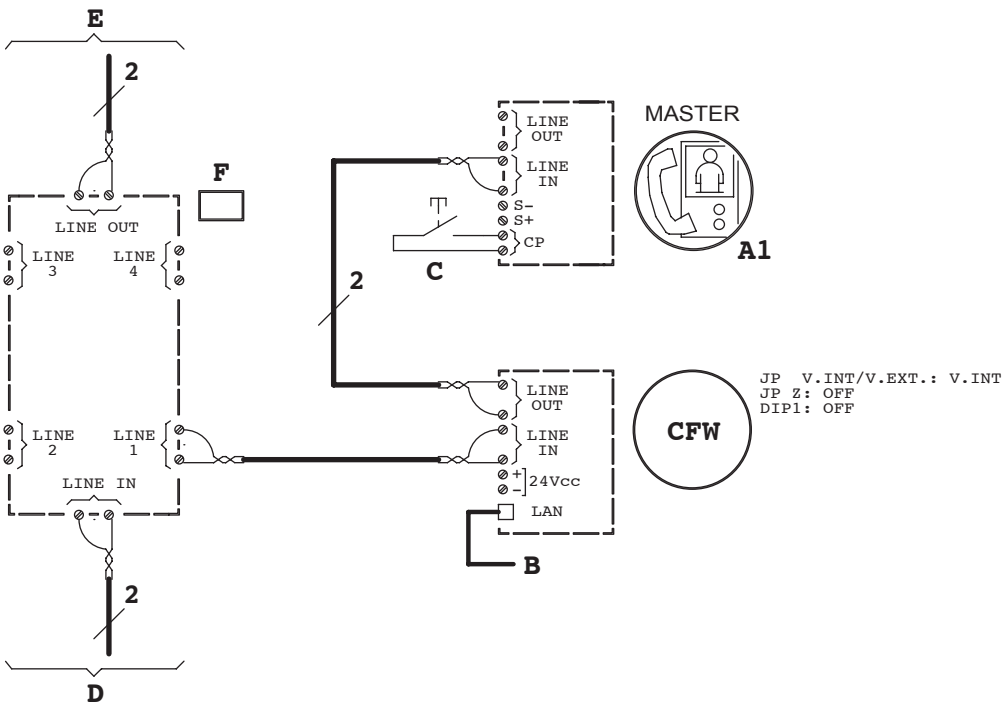 E
2
F
LINE OUT
LINE
3
LINE
4
LINE
2
LINE
1
LINE IN
2
D
2
LINE
OUT
LINE
IN
S-
S+
CP
C
MASTER
A1
LINE
OUT
LINE
IN
+
-
24Vcc
LAN
B
CFW
JP V.INT/V.EXT.: V.INT
JP Z: OFF
DIP1: OFF